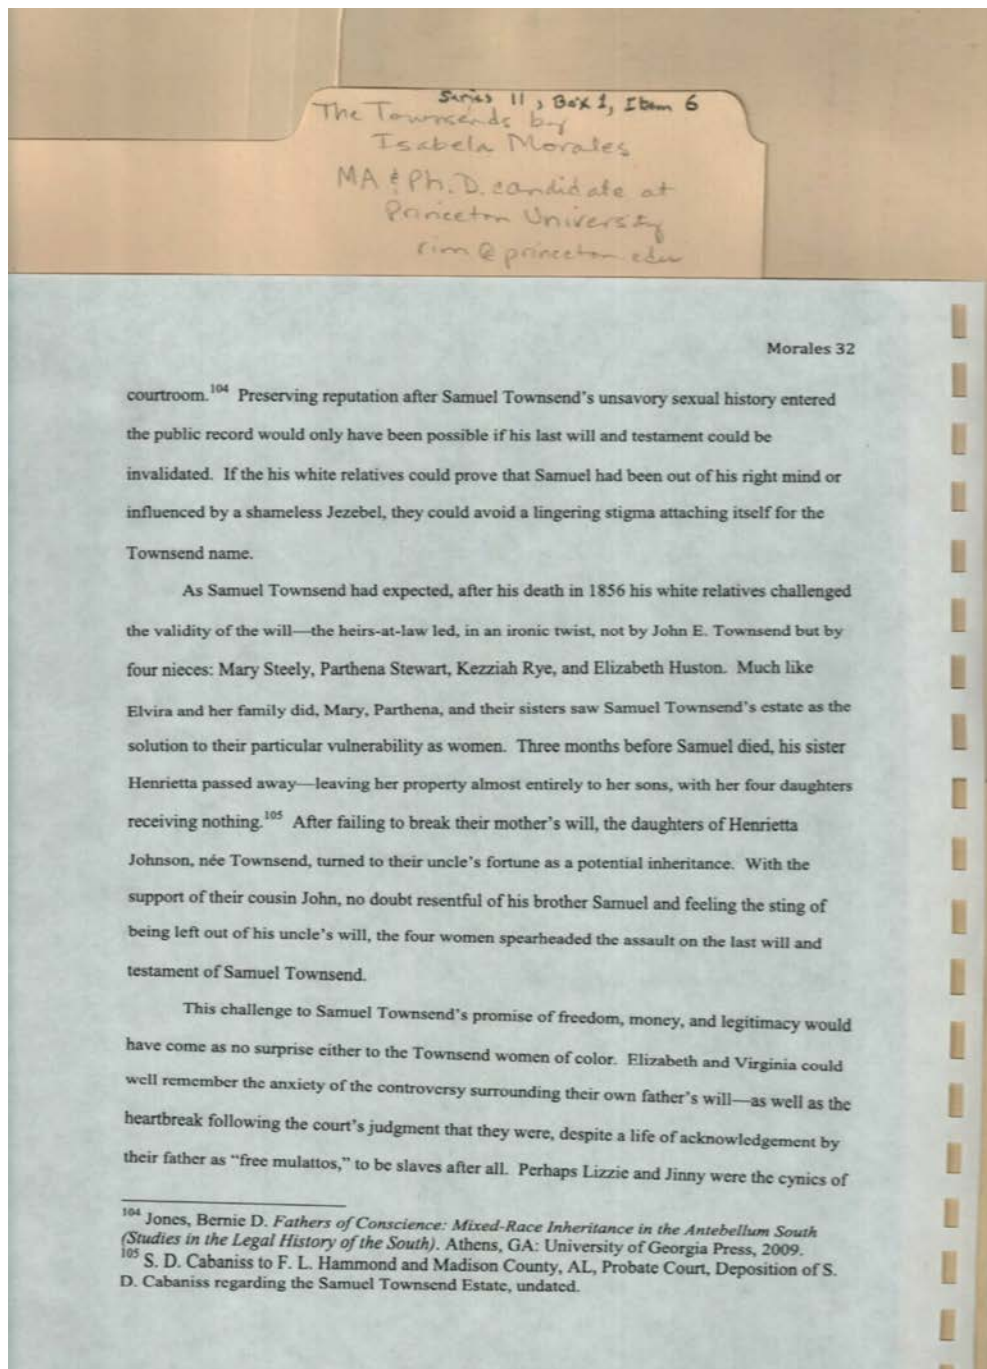 Series II, Box 1, Item 6
The Townsends by
Isabela Morales
MA & Ph.D. candidate at
Princeton University
rim@princeton.edu
Morales 32
courtroom.104 Preserving reputation after Samuel Townsend's unsavory sexual history entered
the public record would only have been possible if his last will and testament could be
invalidated. If the his white relatives could prove that Samuel had been out of his right mind or
influenced by a shameless Jezebel, they could avoid a lingering stigma attaching itself for the
Townsend name.
As Samuel Townsend had expected, after his death in 1856 his white relatives challenged
the validity of the will—the heirs-at-law led, in an ironic twist, not by John E. Townsend but by
four nieces: Mary Steely, Parthena Stewart, Kezziah Rye, and Elizabeth Huston. Much like
Elvira and her family did, Mary, Parthena, and their sisters saw Samuel Townsend's estate as the
solution to their particular vulnerability as women. Three months before Samuel died, his sister
Henrietta passed away—leaving her property almost entirely to her sons, with her four daughters
receiving nothing.105 After failing to break their mother's will, the daughters of Henrietta
Johnson, née Townsend, turned to their uncle's fortune as a potential inheritance. With the
support of their cousin John, no doubt resentful of his brother Samuel and feeling the sting of
being left out of his uncle's will, the four women spearheaded the assault on the last will and
testament of Samuel Townsend.
This challenge to Samuel Townsend's promise of freedom, money, and legitimacy would
have come as no surprise either to the Townsend women of color. Elizabeth and Virginia could
well remember the anxiety of the controversy surrounding their own father's will—as well as the
heartbreak following the court's judgment that they were, despite a life of acknowledgement by
their father as "free mulattos," to be slaves after all. Perhaps Lizzie and Jinny were the cynics of
104 Jones, Bernie D. Fathers of Conscience: Mixed-Race Inheritance in the Antebellum South
(Studies in the Legal History of the South). Athens, GA: University of Georgia Press, 2009.
105 S. D. Cabaniss to F. L. Hammond and Madison County, AL, Probate Court, Deposition of S.
D. Cabaniss regarding the Samuel Townsend Estate, undated.